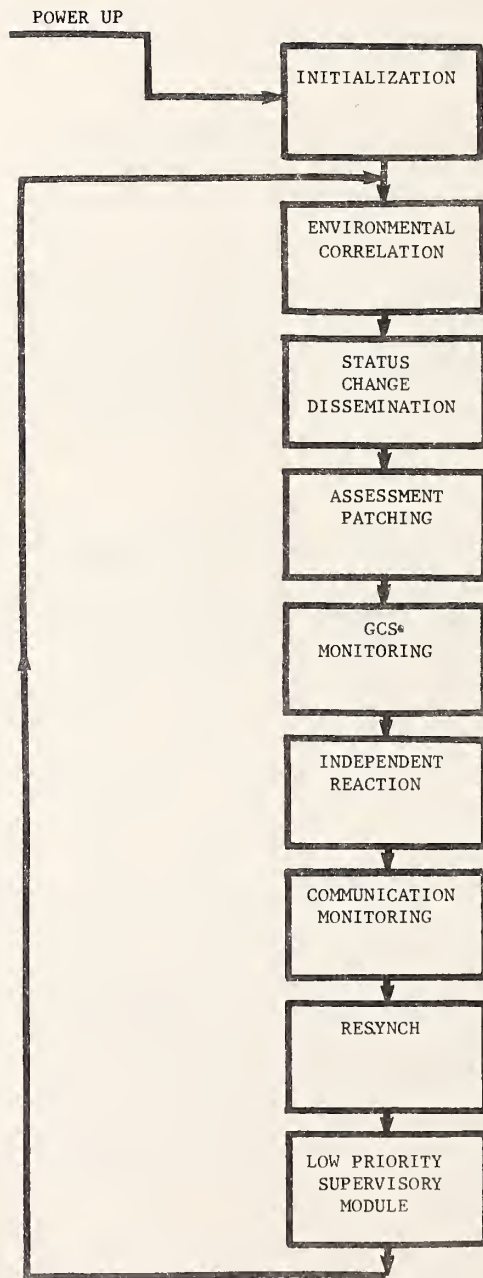 POWER UP
INITIALIZATION
ENVIRONMENTAL
CORRELATION
STATUS
CHANGE
DISSEMINATION
ASSESSMENT
PATCHING
GCS
MONITORING
INDEPENDENT
REACTION
COMMUNICATION
MONITORING
RESYNCH
LOW PRIORITY
SUPERVISORY
MODULE